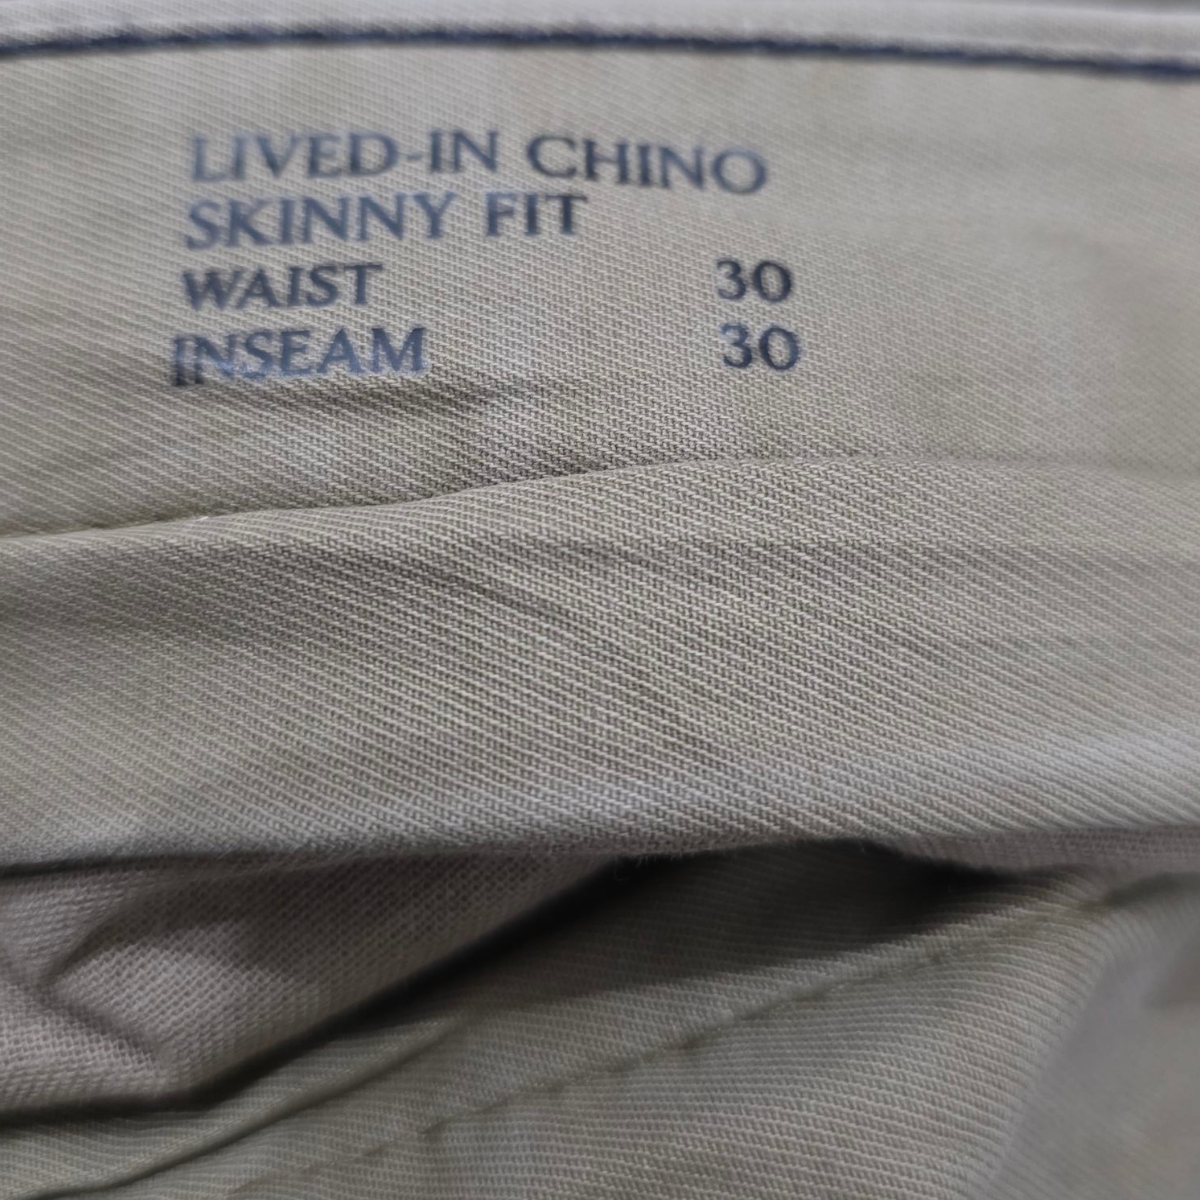 LIVED-IN CHINO
SKINNY FIT
WAIST 30
INSEAM 30